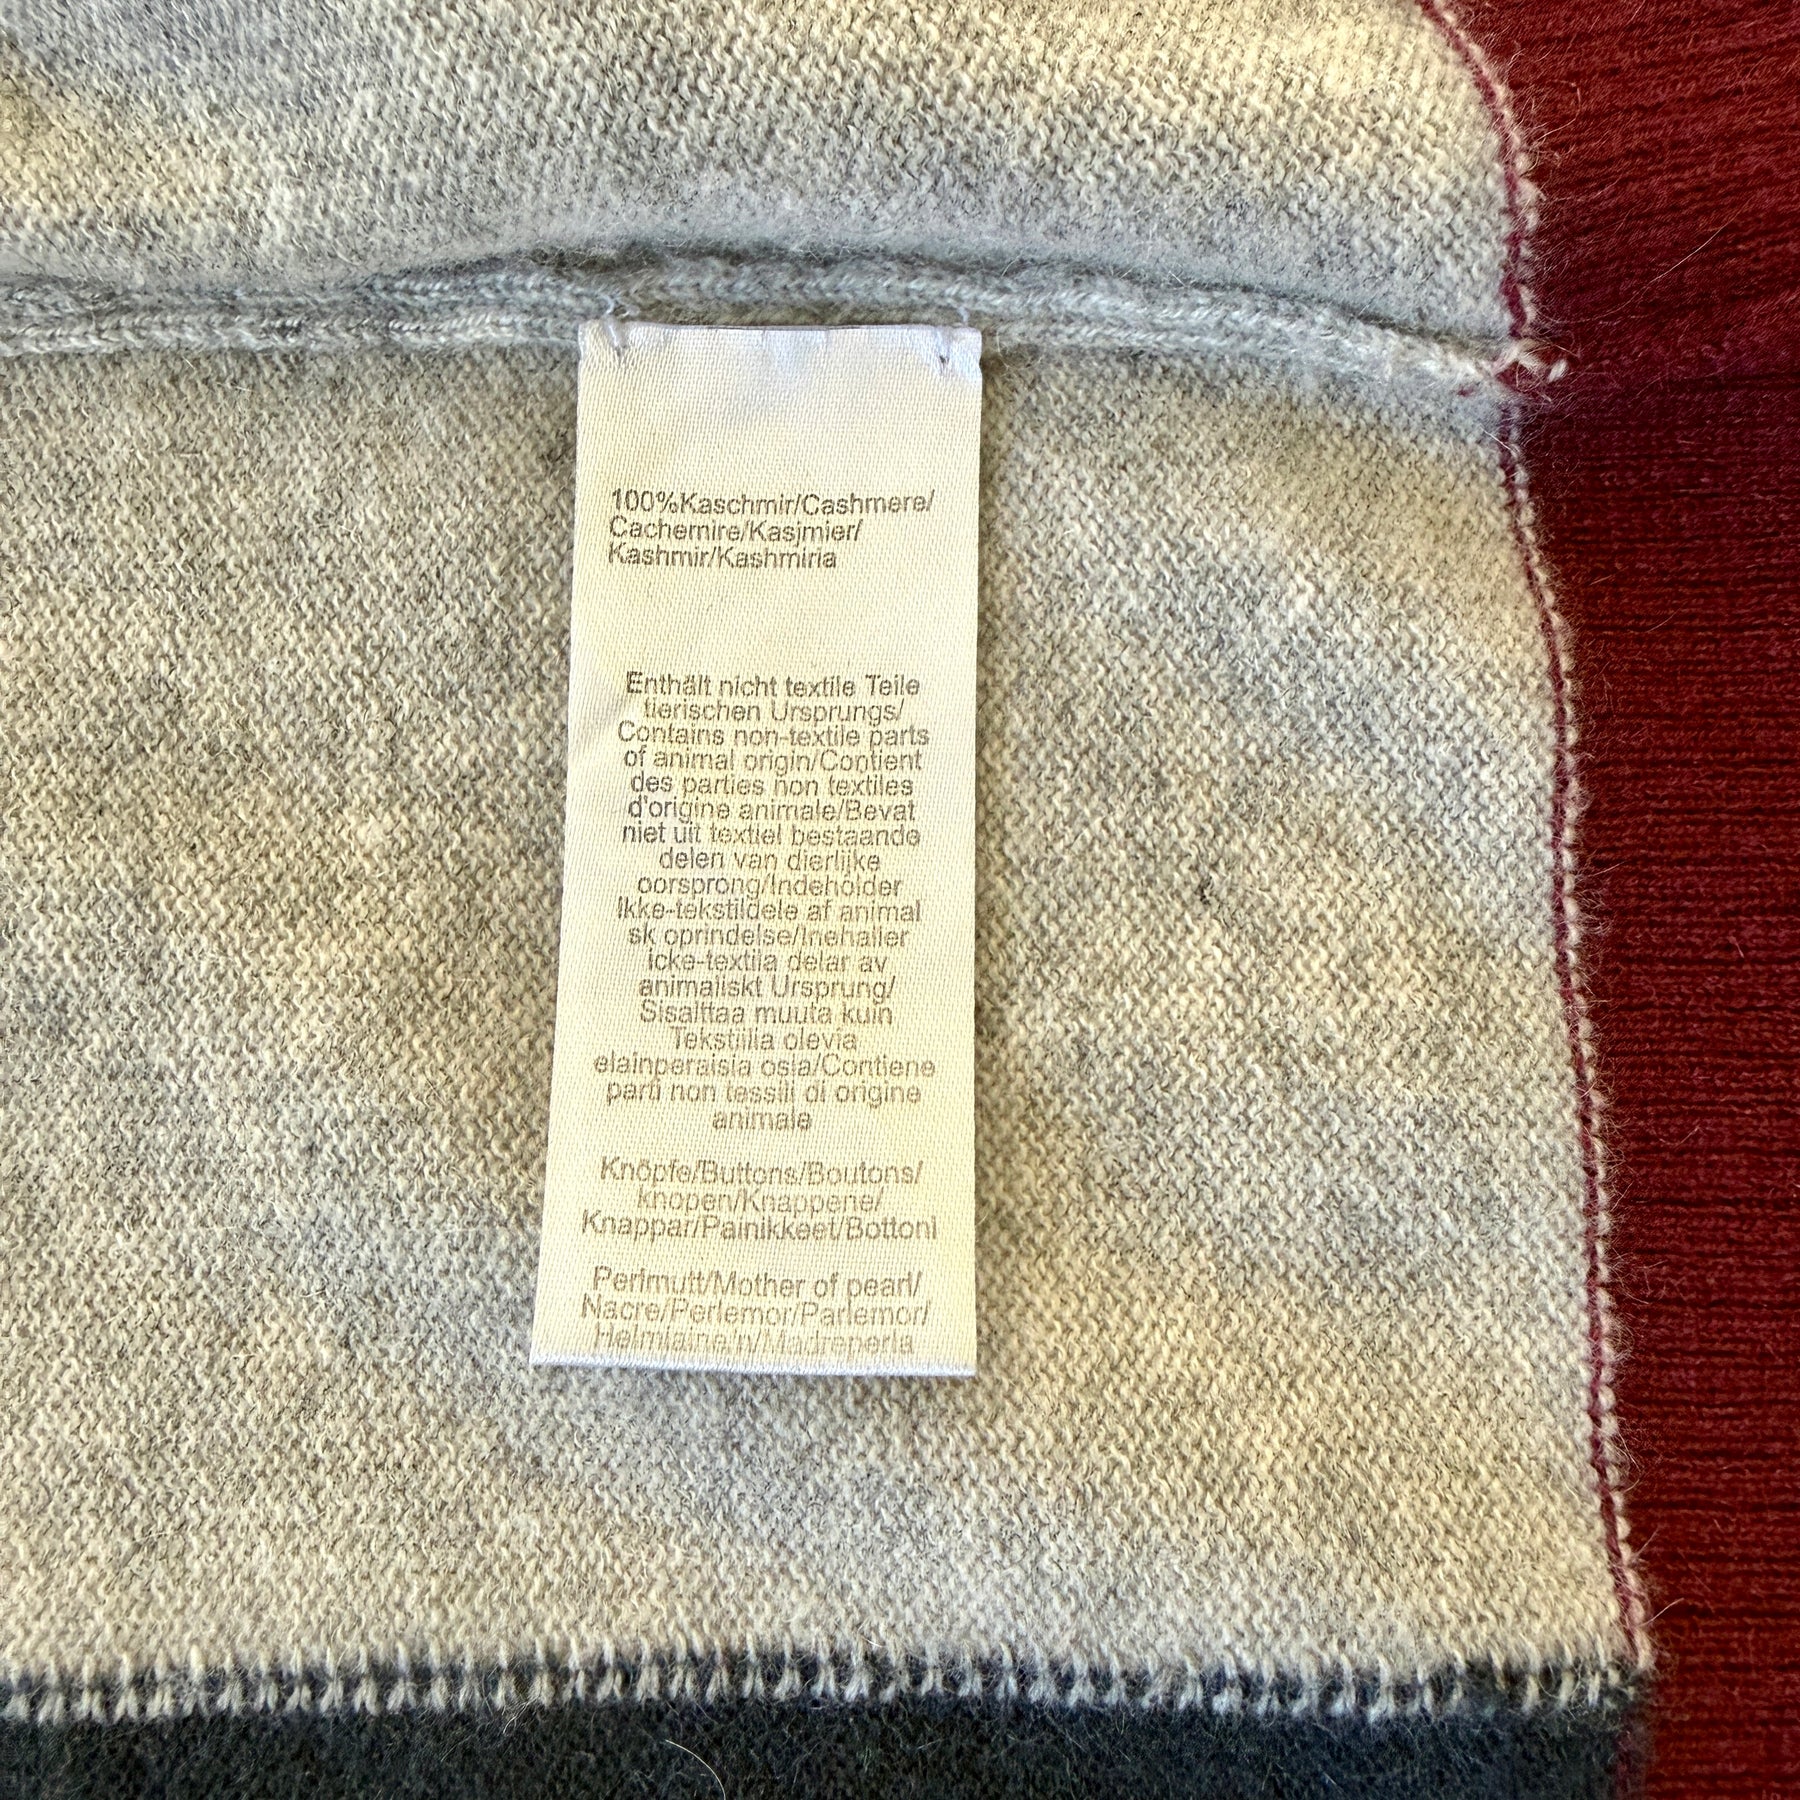 100%Kaschmir/Cashmere/
Cachemire/Kasjmier/
Kashmir/Kashmiria
Enthält nicht textile Teile
tierischen Ursprungs/
Contains non-textile parts
of animal origin/Contient
des parties non textiles
d'origine animale/Bevat
niet uit textiel bestaande
delen van dierlijke
oorsprong/Indeholder
ikke-tekstildele af animal
sk oprindelse/Inehaller
icke-textila delar av
animaliskt Ursprung/
Sisalttaa muuta kuin
Tekstiilia olevia
elainperaisia osia/Contiene
parti non tessili di origine
animale
Knöpfe/Buttons/Boutons/
knopen/Knappene/
Knappar/Painikkeet/Bottoni
Perlmutt/Mother of pearl/
Nacre/Perlemor/Parlemor/
Helmiainen/Madreperla